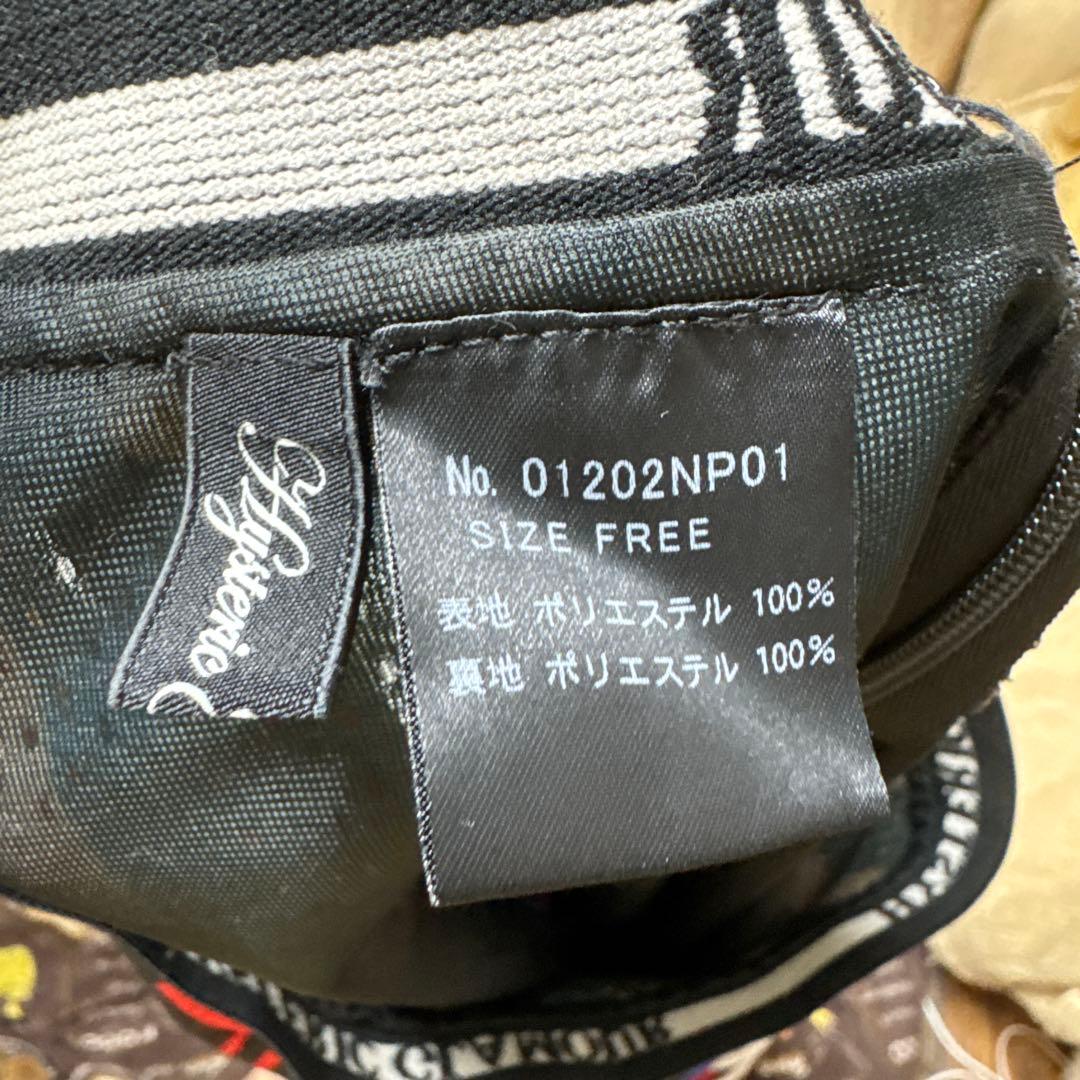 Hysteric
No. 01202NP01
SIZE FREE
表地 ポリエステル 100%
裏地 ポリエステル 100%